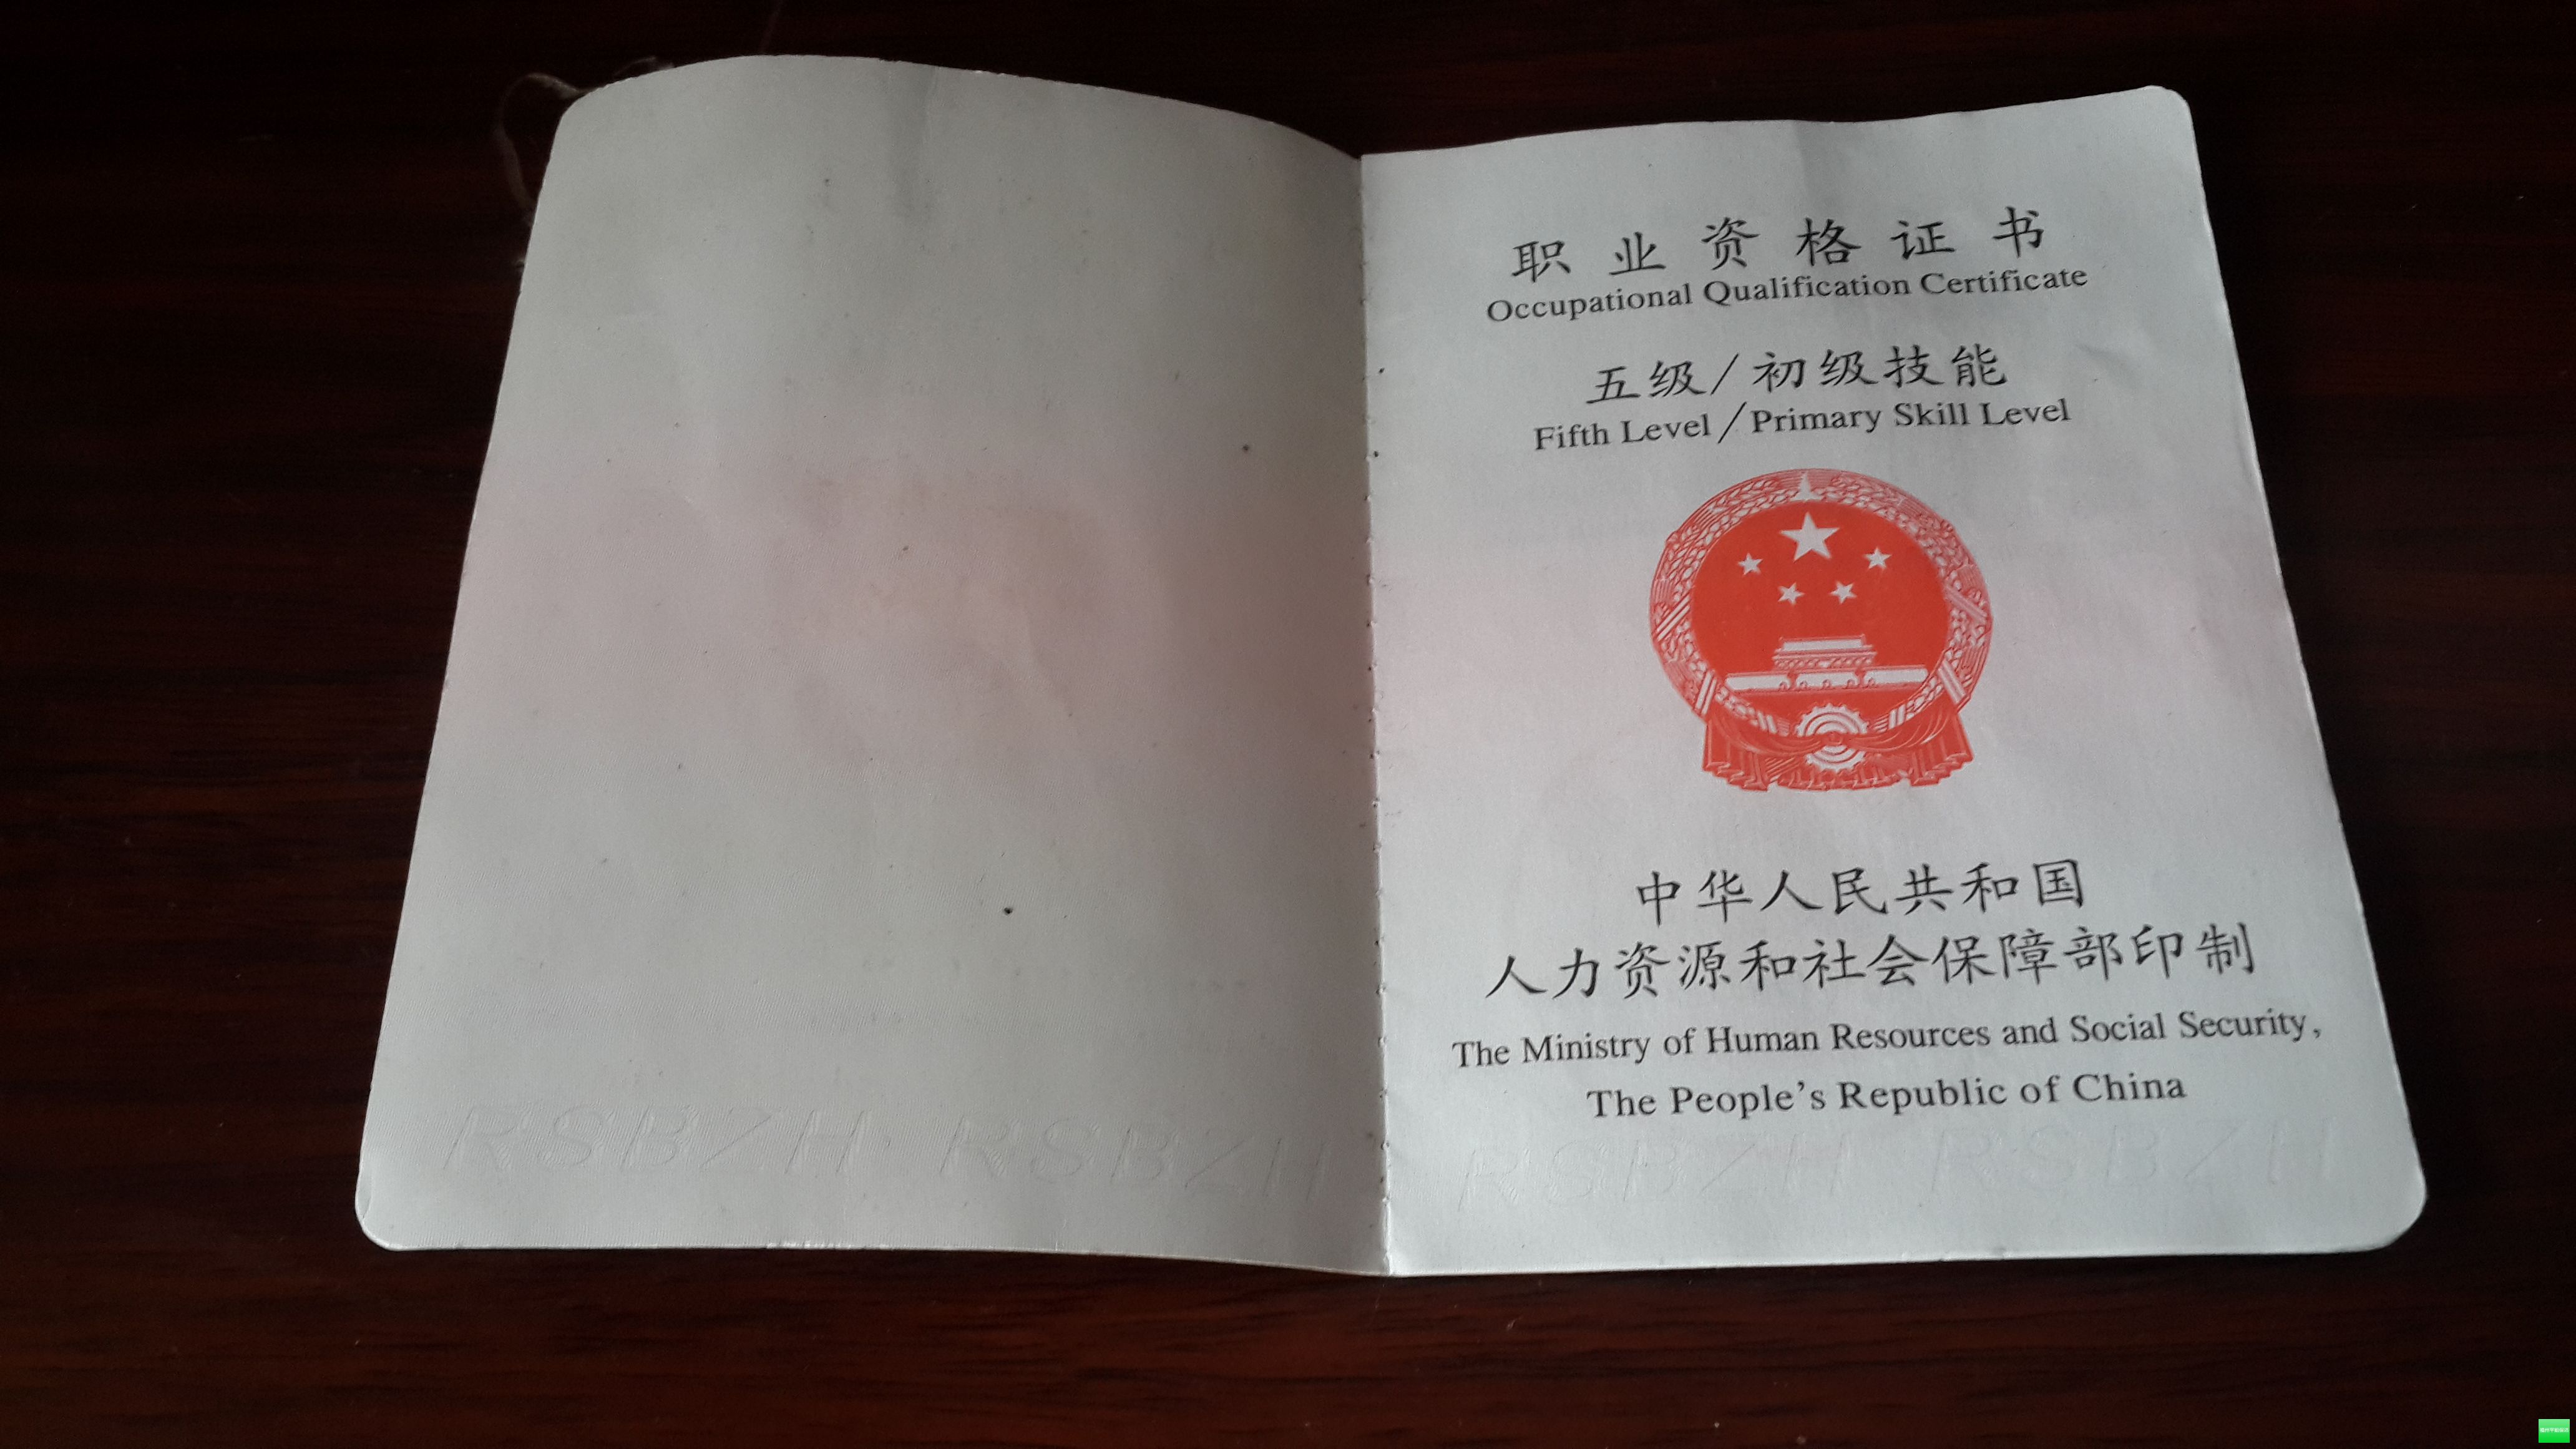 职业资格证书
Occupational Qualification Certificate
五级/初级技能
Fifth Level/Primary Skill Level
中华人民共和国
人力资源和社会保障部印制
The Ministry of Human Resources and Social Security,
The People's Republic of China
RSBZH RSBZH RSBZH RSBZH